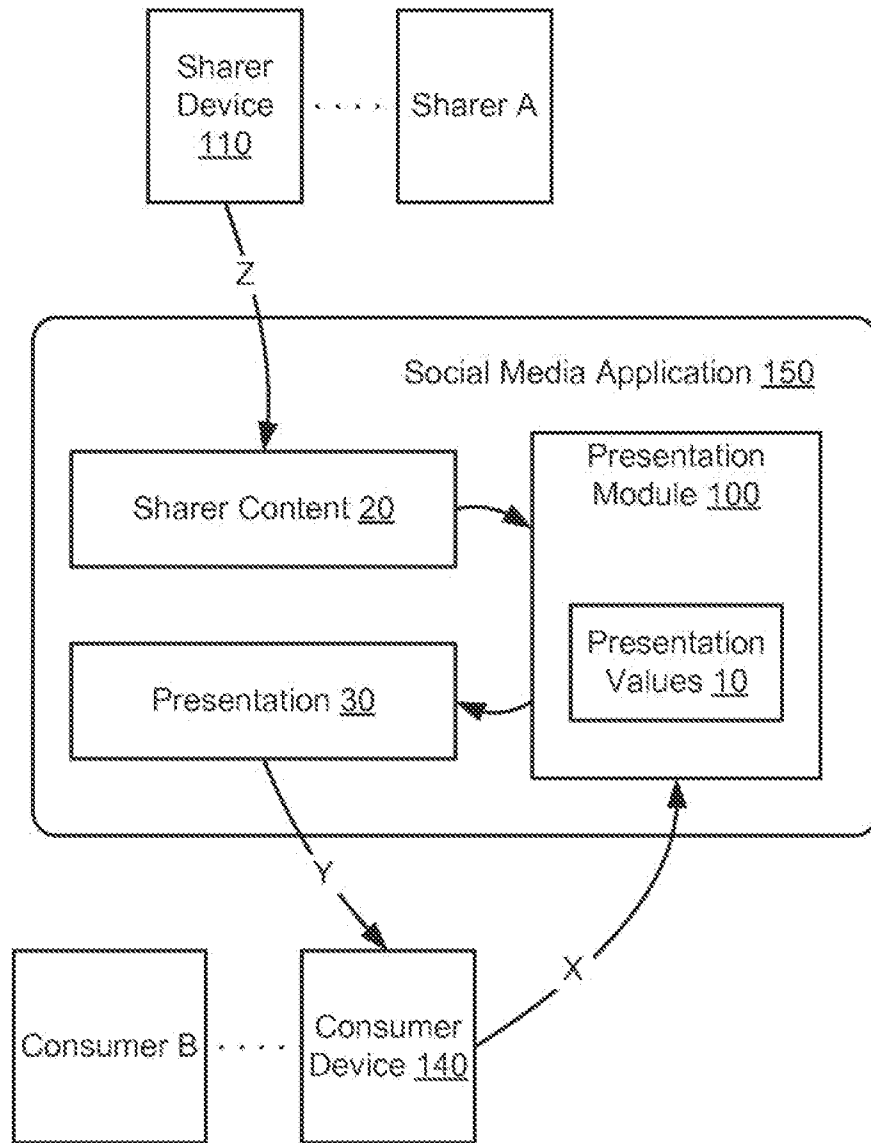 Sharer
Device
110
Sharer A
Z
Social Media Application 150
Sharer Content 20
Presentation
Module 100
Presentation
Values 10
Presentation 30
Y
X
Consumer B
Consumer
Device 140